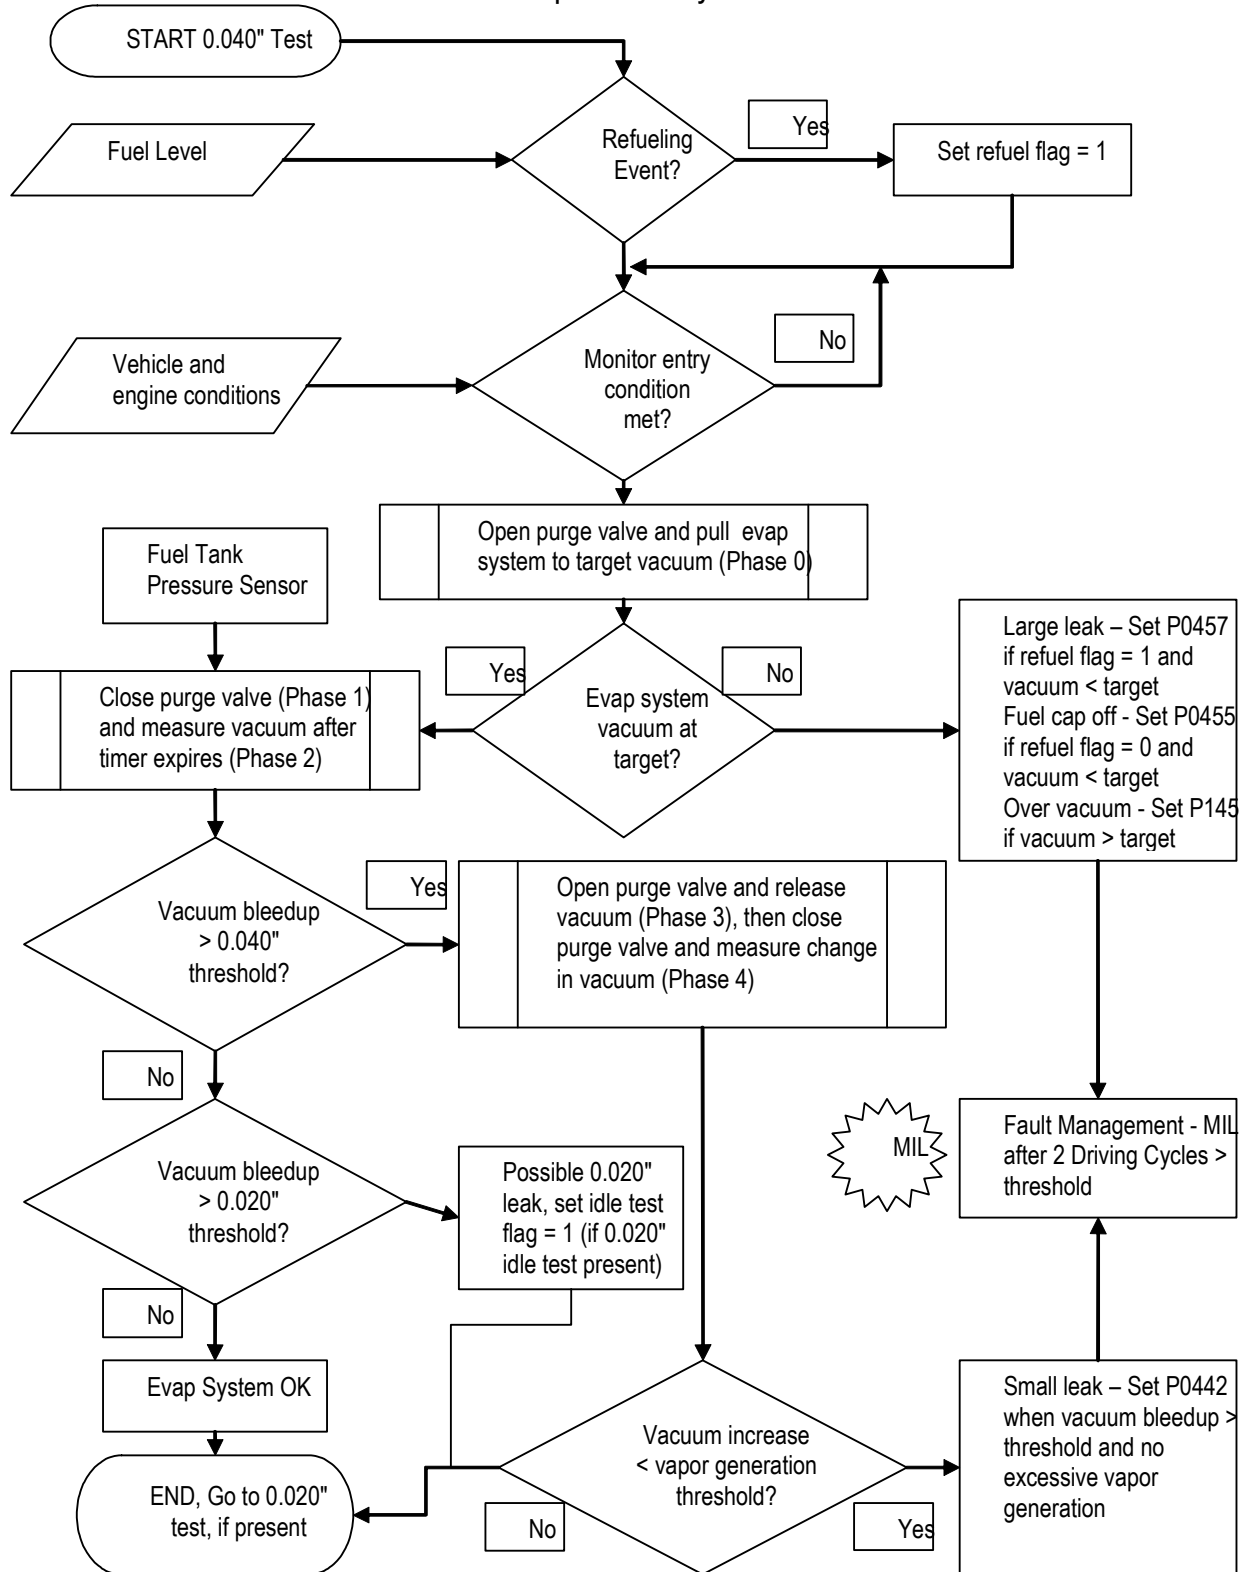 START 0.040" Test
Refueling
Event?
Yes
Fuel Level
Set refuel flag = 1
No
Monitor entry
condition
met?
Vehicle and
engine conditions
Open purge valve and pull evap
system to target vacuum (Phase 0)
Fuel Tank
Pressure Sensor
Yes
No
Evap system
vacuum at
target?
Close purge valve (Phase 1)
and measure vacuum after
timer expires (Phase 2)
Large leak – Set P0457
if refuel flag = 1 and
vacuum < target
Fuel cap off - Set P0455
if refuel flag = 0 and
vacuum < target
Over vacuum - Set P145
if vacuum > target
Vacuum bleedup
> 0.040"
threshold?
Yes
Open purge valve and release
vacuum (Phase 3), then close
purge valve and measure change
in vacuum (Phase 4)
No
Vacuum bleedup
> 0.020"
threshold?
Possible 0.020"
leak, set idle test
flag = 1 (if 0.020"
idle test present)
MIL
Fault Management - MIL
after 2 Driving Cycles >
threshold
No
Evap System OK
END, Go to 0.020"
test, if present
Vacuum increase
< vapor generation
threshold?
No
Yes
Small leak – Set P0442
when vacuum bleedup >
threshold and no
excessive vapor
generation